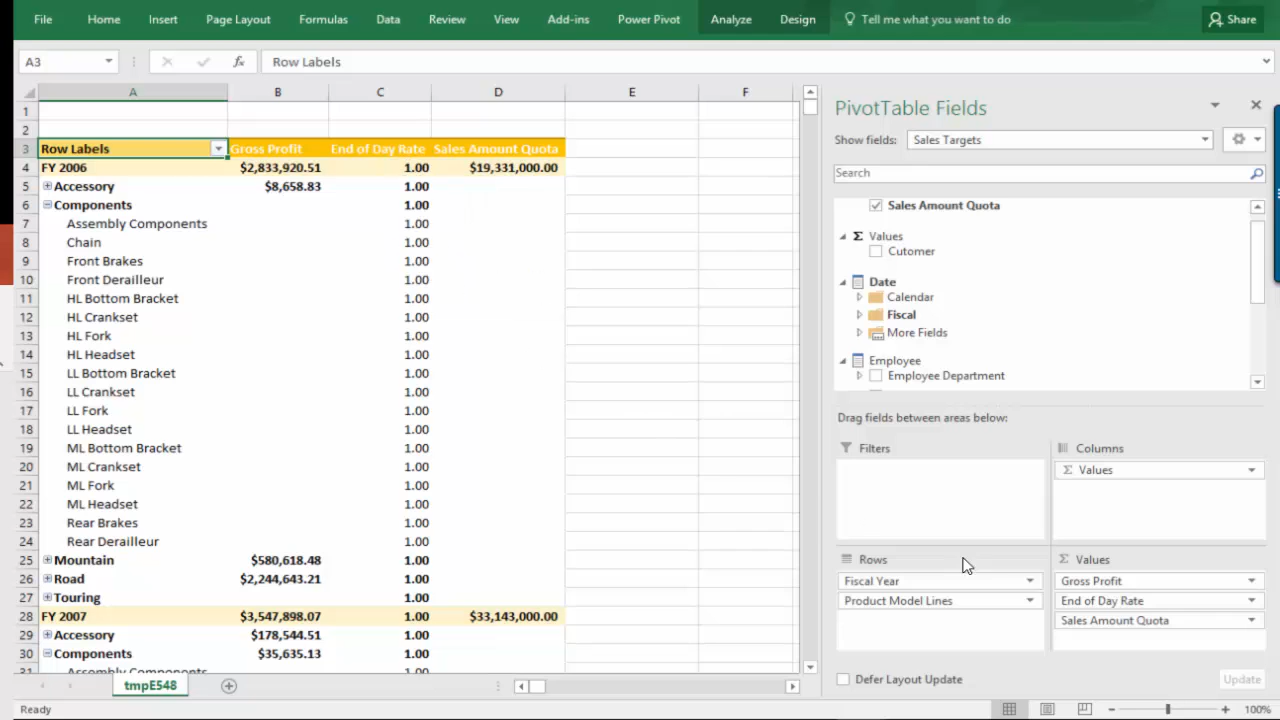 File Home Insert Page Layout Formulas Data Review View Add-ins Power Pivot Analyze Design Tell me what you want to do Share
A3 fx Row Labels
A B C D E F
1
2
3 Row Labels Gross Profit End of Day Rate Sales Amount Quota
4 FY 2006 $2,833,920.51 1.00 $19,331,000.00
5 Accessory $8,658.83 1.00
6 Components 1.00
7 Assembly Components 1.00
8 Chain 1.00
9 Front Brakes 1.00
10 Front Derailleur 1.00
11 HL Bottom Bracket 1.00
12 HL Crankset 1.00
13 HL Fork 1.00
14 HL Headset 1.00
15 LL Bottom Bracket 1.00
16 LL Crankset 1.00
17 LL Fork 1.00
18 LL Headset 1.00
19 ML Bottom Bracket 1.00
20 ML Crankset 1.00
21 ML Fork 1.00
22 ML Headset 1.00
23 Rear Brakes 1.00
24 Rear Derailleur 1.00
25 Mountain $580,618.48 1.00
26 Road $2,244,643.21 1.00
27 Touring 1.00
28 FY 2007 $3,547,898.07 1.00 $33,143,000.00
29 Accessory $178,544.51 1.00
30 Components $35,635.13 1.00
31 Assembly Components 1.00
tmpE548
PivotTable Fields
Show fields: Sales Targets
Search
Sales Amount Quota
Σ Values
Cutomer
Date
Calendar
Fiscal
More Fields
Employee
Employee Department
Drag fields between areas below:
Filters
Columns
Σ Values
Rows
Fiscal Year
Product Model Lines
Σ Values
Gross Profit
End of Day Rate
Sales Amount Quota
Defer Layout Update Update
Ready 100%